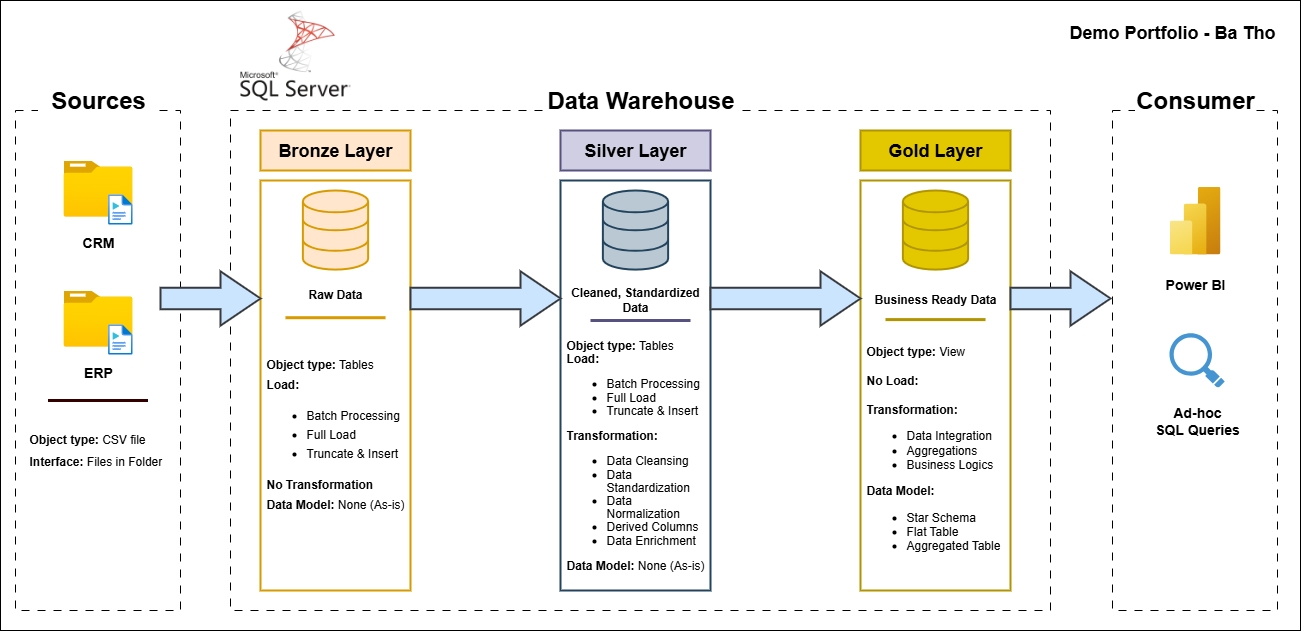 Microsoft®
SQL Server®
Demo Portfolio - Ba Tho
Sources
CRM
ERP
Object type: CSV file
Interface: Files in Folder
Data Warehouse
Bronze Layer
Raw Data
Object type: Tables
Load:
• Batch Processing
• Full Load
• Truncate & Insert
No Transformation
Data Model: None (As-is)
Silver Layer
Cleaned, Standardized
Data
Object type: Tables
Load:
• Batch Processing
• Full Load
• Truncate & Insert
Transformation:
• Data Cleansing
• Data
Standardization
• Data
Normalization
• Derived Columns
• Data Enrichment
Data Model: None (As-is)
Gold Layer
Business Ready Data
Object type: View
No Load:
Transformation:
• Data Integration
• Aggregations
• Business Logics
Data Model:
• Star Schema
• Flat Table
• Aggregated Table
Consumer
Power BI
Ad-hoc
SQL Queries